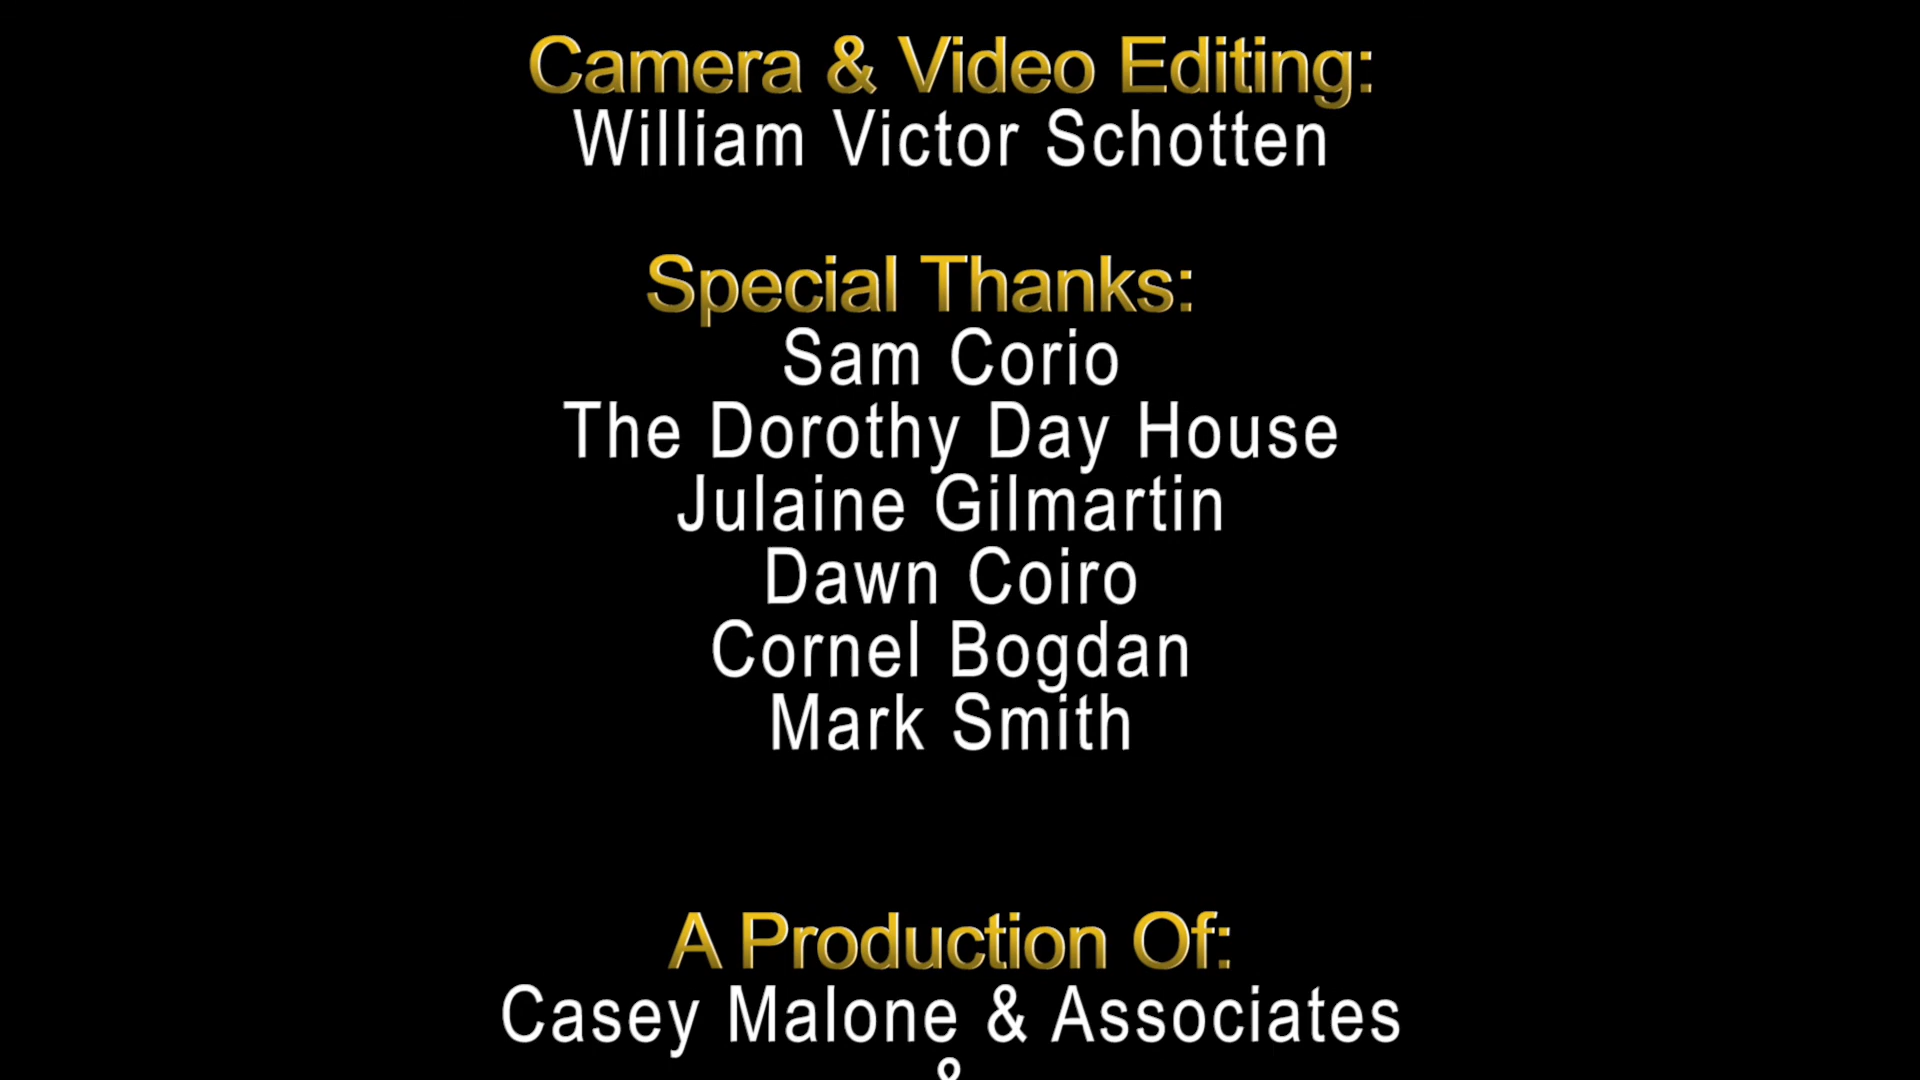 Camera & Video Editing:
William Victor Schotten
Special Thanks:
Sam Corio
The Dorothy Day House
Julaine Gilmartin
Dawn Coiro
Cornel Bogdan
Mark Smith
A Production Of:
Casey Malone & Associates
&